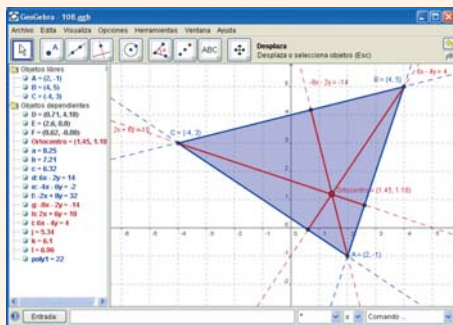 GeoGebra - 108.ggb
Archivo Edita Visualiza Opciones Herramientas Ventana Ayuda
ABC
Desplaza
Desplaza o selecciona objetos (Esc)
Objetos libres
A = (2, -1)
B = (4, 5)
C = (-4, 3)
Objetos dependientes
D = (0.71, 4.18)
E = (2.6, 0.8)
F = (0.62, -0.08)
Ortocentro = (1.45, 1.18)
a = 8.25
b = 7.21
c = 6.32
d: 6x - 2y = 14
e: -4x - 6y = -2
f: -2x + 8y = 32
g: -8x - 2y = -14
h: 2x + 6y = 10
i: 6x - 4y = 4
j = 5.34
k = 6.1
l = 6.96
poly1 = 22
-8x - 2y = -14
6x - 4y = 4
B = (4, 5)
C = (-4, 3)
Ortocentro = (1.45, 1.18)
A = (2, -1)
Entrada:
Comando ...